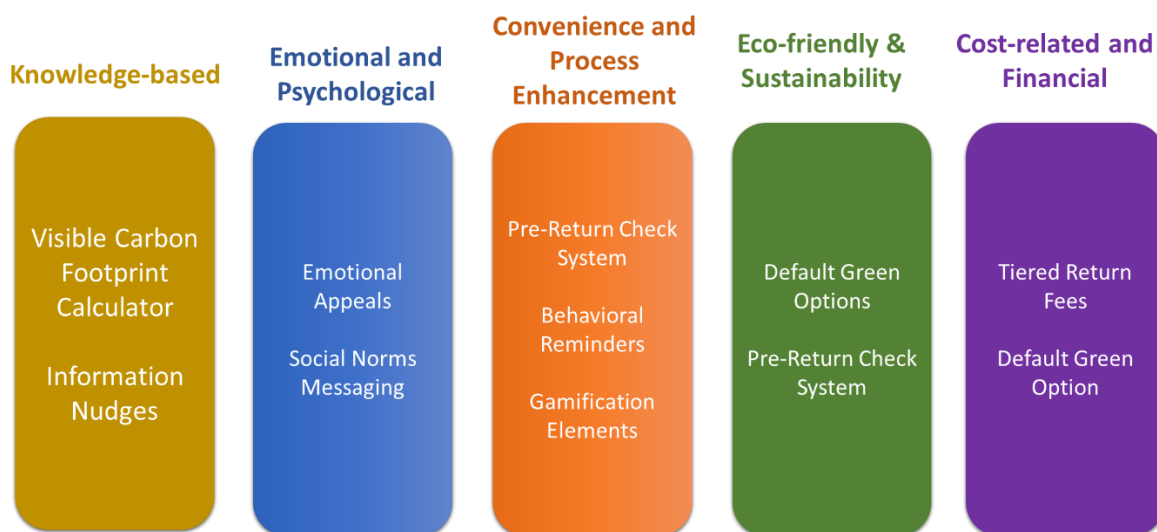 Knowledge-based
Emotional and
Psychological
Convenience and
Process
Enhancement
Eco-friendly &
Sustainability
Cost-related and
Financial
Visible Carbon
Footprint
Calculator
Information
Nudges
Emotional
Appeals
Social Norms
Messaging
Pre-Return Check
System
Behavioral
Reminders
Gamification
Elements
Default Green
Options
Pre-Return Check
System
Tiered Return
Fees
Default Green
Option